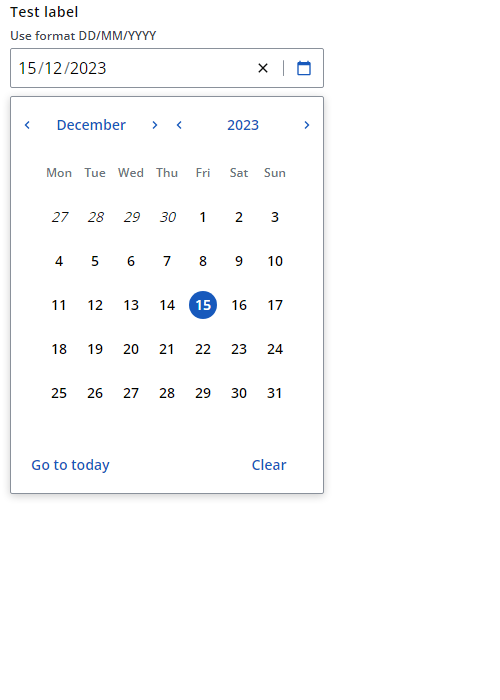 Test label
Use format DD/MM/YYYY
15/12/2023
December 2023
Mon Tue Wed Thu Fri Sat Sun
27 28 29 30 1 2 3
4 5 6 7 8 9 10
11 12 13 14 15 16 17
18 19 20 21 22 23 24
25 26 27 28 29 30 31
Go to today Clear